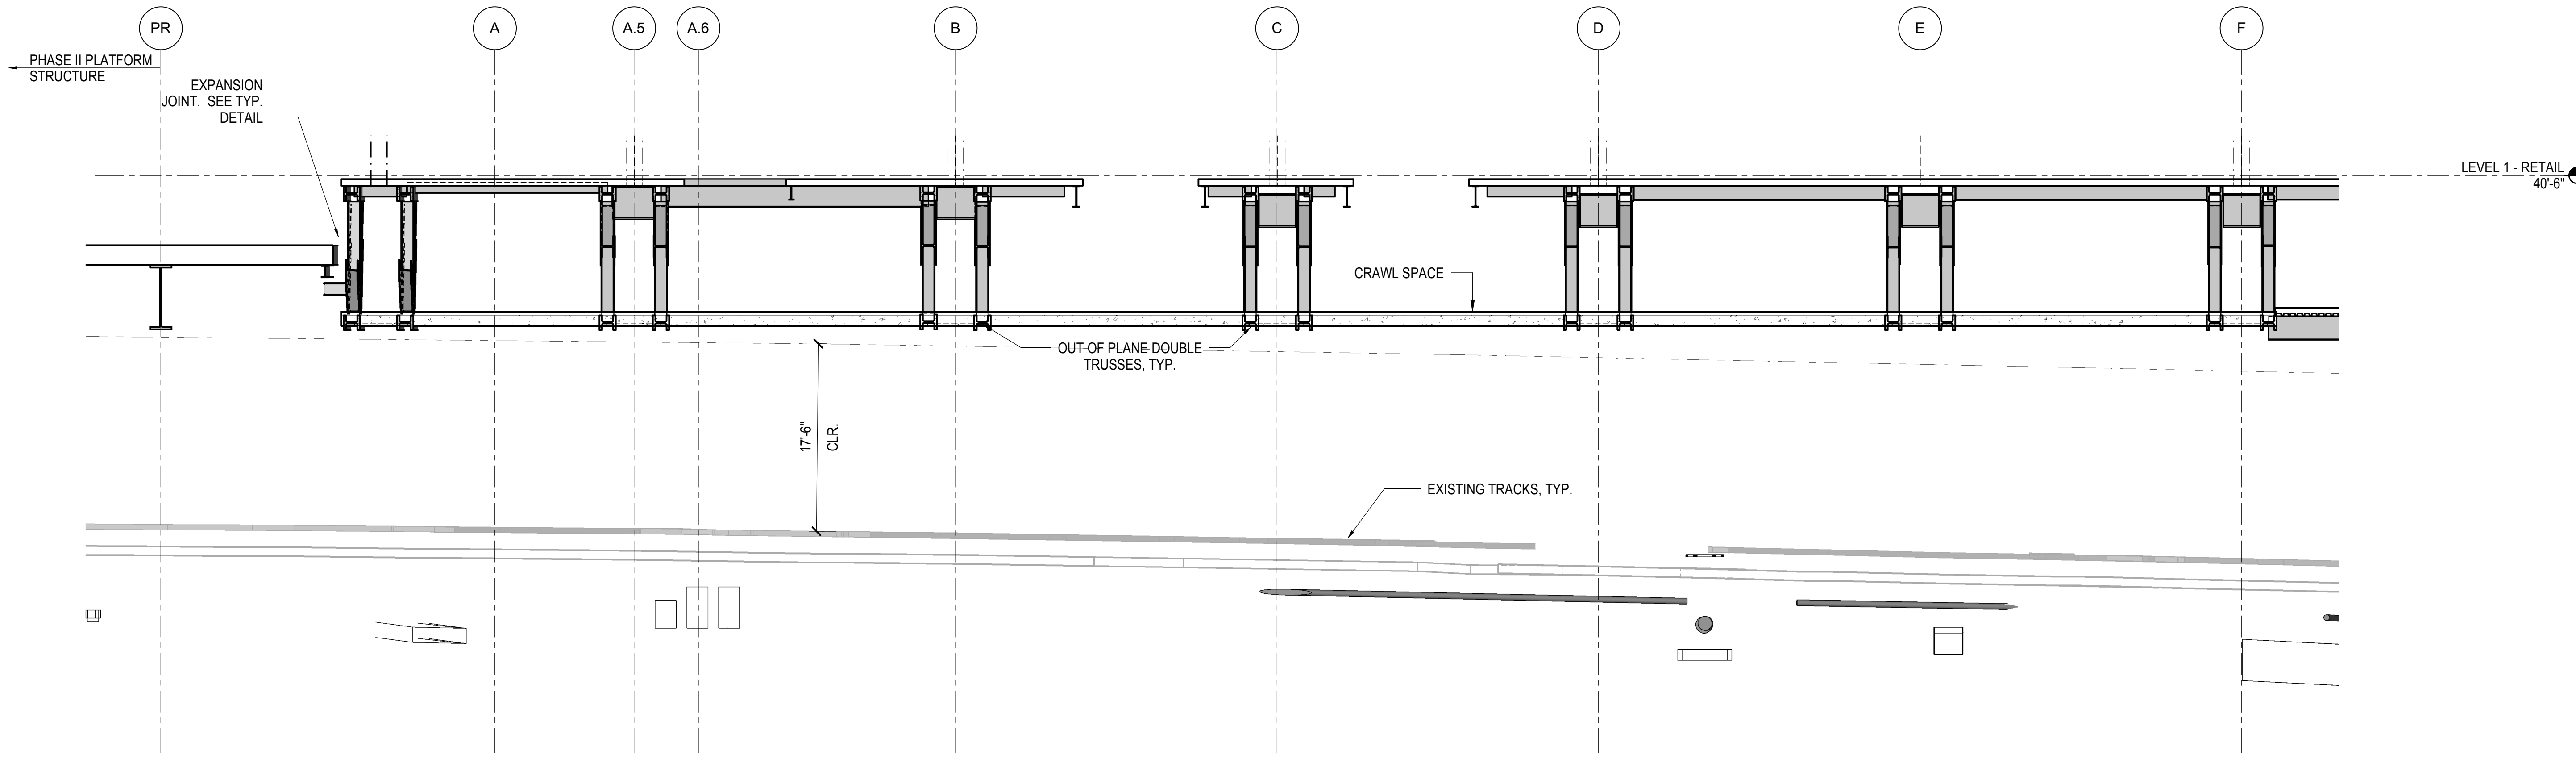 PR
A
A.5
A.6
B
C
D
E
F
PHASE II PLATFORM
STRUCTURE
EXPANSION
JOINT. SEE TYP.
DETAIL
LEVEL 1 - RETAIL
40'-6"
CRAWL SPACE
OUT OF PLANE DOUBLE
TRUSSES, TYP.
17'-6"
CLR.
EXISTING TRACKS, TYP.